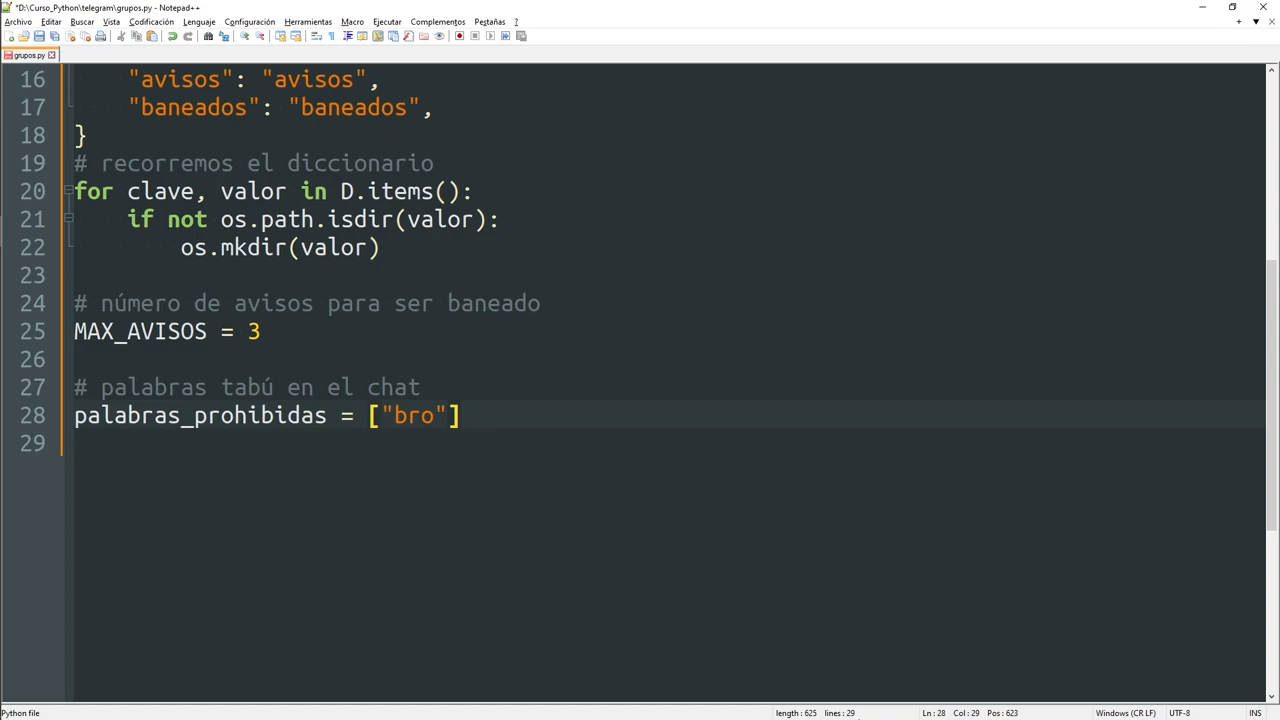 *D:\Curso_Python\telegram\grupos.py - Notepad++
Archivo Editar Buscar Vista Codificación Lenguaje Configuración Herramientas Macro Ejecutar Complementos Pestañas ?
grupos.py
16 "avisos": "avisos",
17 "baneados": "baneados",
18 }
19 # recorremos el diccionario
20 for clave, valor in D.items():
21 if not os.path.isdir(valor):
22 os.mkdir(valor)
23
24 # número de avisos para ser baneado
25 MAX_AVISOS = 3
26
27 # palabras tabú en el chat
28 palabras_prohibidas = ["bro"]
29
Python file length : 625 lines : 29 Ln : 28 Col : 29 Pos : 623 Windows (CR LF) UTF-8 INS